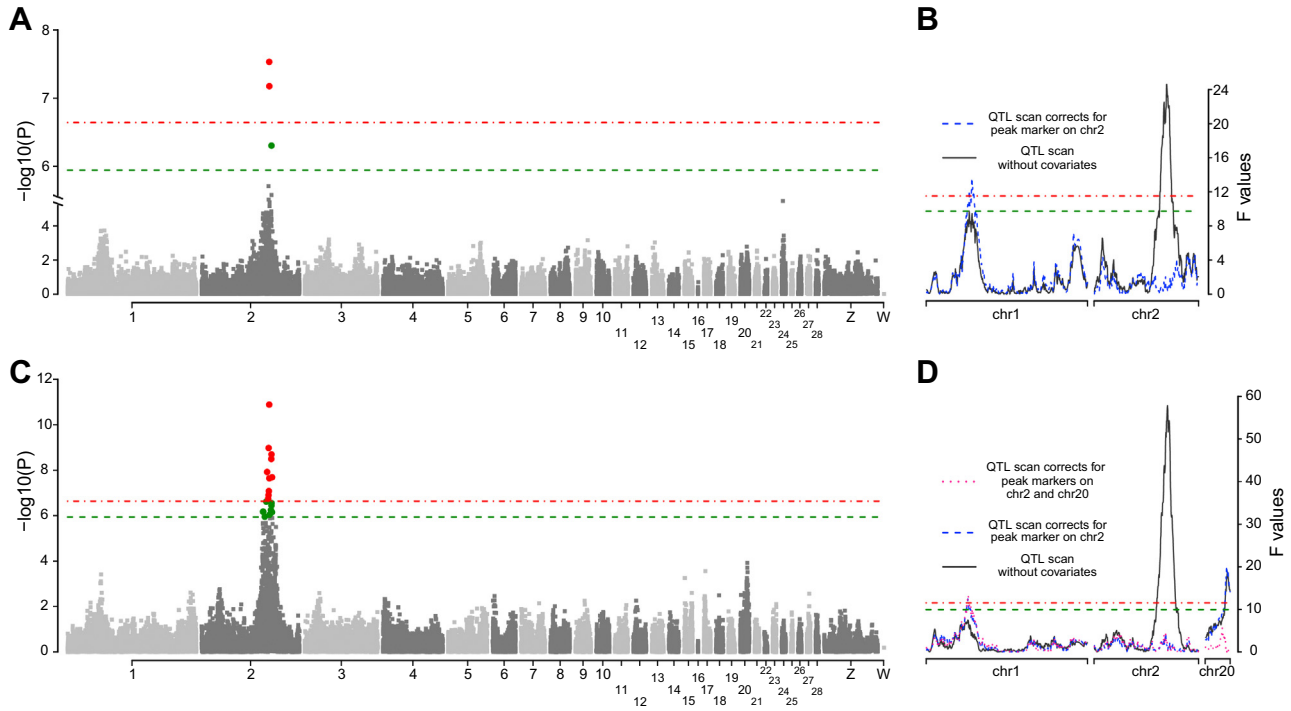 A
8
7
6
4
2
0
−log10(P)
1 2 3 4 5 6 7 8 9 10 11 12 13 14 15 16 17 18 19 20 21 22 23 24 25 26 27 28 Z W
B
QTL scan corrects for
peak marker on chr2
QTL scan
without covariates
24
20
16
12
8
4
0
F values
chr1 chr2
C
12
10
8
6
4
2
0
−log10(P)
1 2 3 4 5 6 7 8 9 10 11 12 13 14 15 16 17 18 19 20 21 22 23 24 25 26 27 28 Z W
D
QTL scan corrects for
peak markers on
chr2 and chr20
QTL scan corrects for
peak marker on chr2
QTL scan
without covariates
60
50
40
30
20
10
0
F values
chr1 chr2 chr20